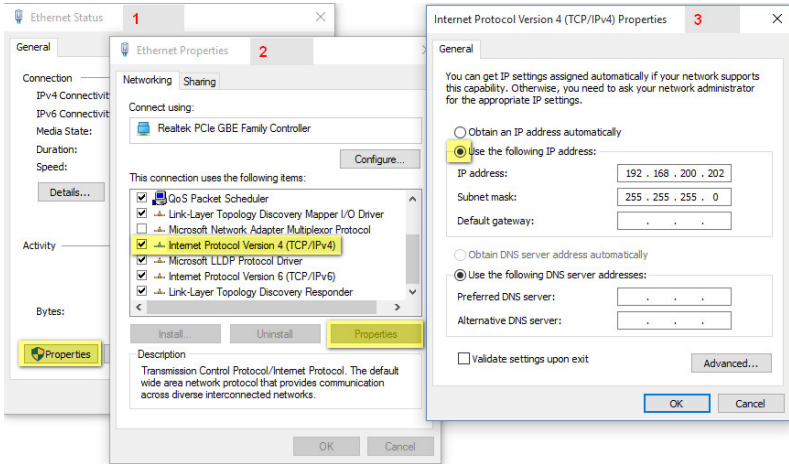 Ethernet Status
1
General
Connection
IPv4 Connectivit
IPv6 Connectivit
Media State:
Duration:
Speed:
Details...
Activity
Bytes:
Properties
Ethernet Properties
2
Networking
Sharing
Connect using:
Realtek PCIe GBE Family Controller
Configure...
This connection uses the following items:
QoS Packet Scheduler
Link-Layer Topology Discovery Mapper I/O Driver
Microsoft Network Adapter Multiplexor Protocol
Internet Protocol Version 4 (TCP/IPv4)
Microsoft LLDP Protocol Driver
Internet Protocol Version 6 (TCP/IPv6)
Link-Layer Topology Discovery Responder
Install...
Uninstall
Properties
Description
Transmission Control Protocol/Internet Protocol. The default
wide area network protocol that provides communication
across diverse interconnected networks.
OK
Cancel
Internet Protocol Version 4 (TCP/IPv4) Properties
3
General
You can get IP settings assigned automatically if your network supports
this capability. Otherwise, you need to ask your network administrator
for the appropriate IP settings.
Obtain an IP address automatically
Use the following IP address:
IP address:
192 . 168 . 200 . 202
Subnet mask:
255 . 255 . 255 . 0
Default gateway:
. . .
Obtain DNS server address automatically
Use the following DNS server addresses:
Preferred DNS server:
. . .
Alternative DNS server:
. . .
Validate settings upon exit
Advanced...
OK
Cancel